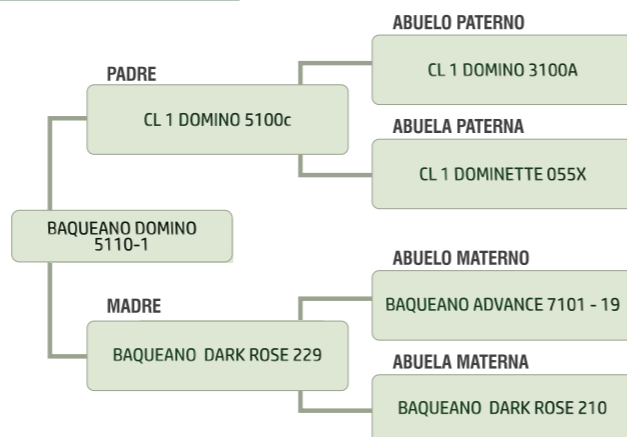 ABUELO PATERNO
CL 1 DOMINO 3100A
PADRE
CL 1 DOMINO 5100c
ABUELA PATERNA
CL 1 DOMINETTE 055X
BAQUEANO DOMINO
5110-1
ABUELO MATERNO
BAQUEANO ADVANCE 7101 - 19
MADRE
BAQUEANO DARK ROSE 229
ABUELA MATERNA
BAQUEANO DARK ROSE 210